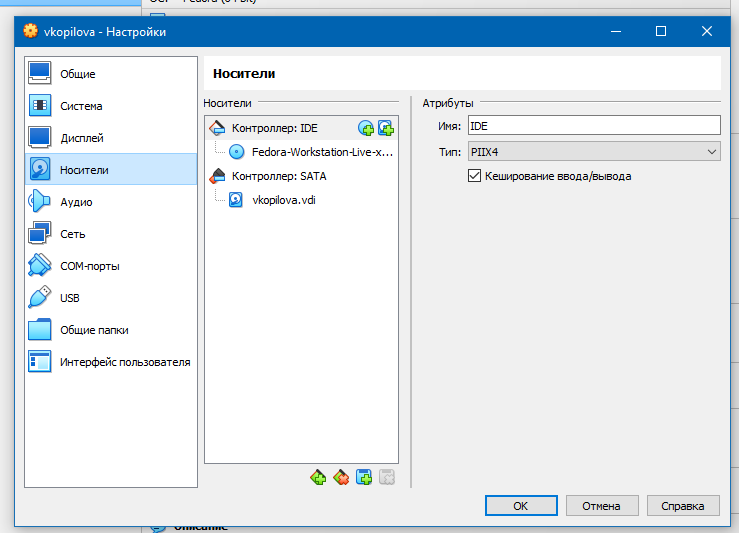 vkopilova - Настройки
Общие
Система
Дисплей
Носители
Аудио
Сеть
COM-порты
USB
Общие папки
Интерфейс пользователя
Носители
Носители
Контроллер: IDE
Fedora-Workstation-Live-x...
Контроллер: SATA
vkopilova.vdi
Атрибуты
Имя: IDE
Тип: PIIX4
Кеширование ввода/вывода
OK
Отмена
Справка
Описание